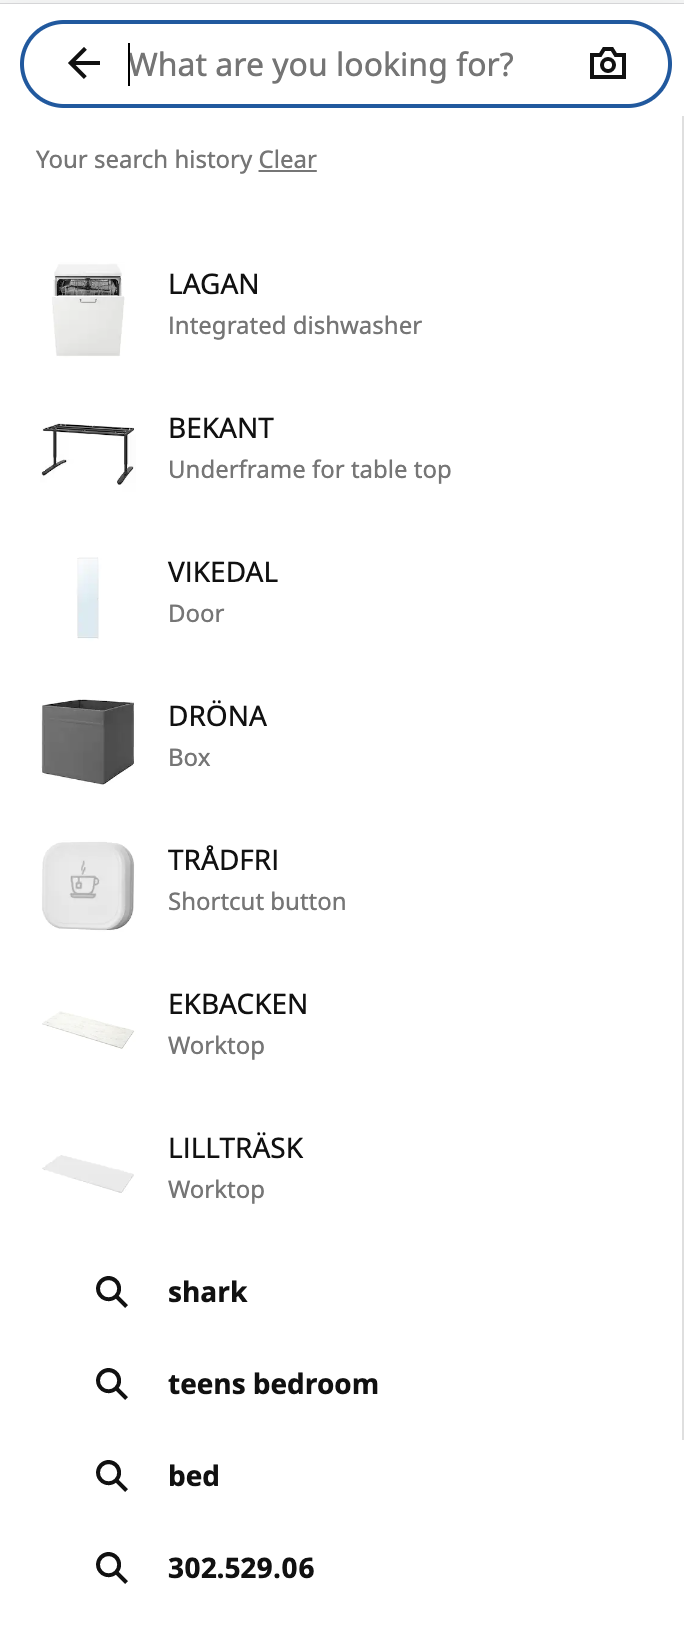 What are you looking for?
Your search history Clear
LAGAN
Integrated dishwasher
BEKANT
Underframe for table top
VIKEDAL
Door
DRÖNA
Box
TRÅDFRI
Shortcut button
EKBACKEN
Worktop
LILLTRÄSK
Worktop
shark
teens bedroom
bed
302.529.06